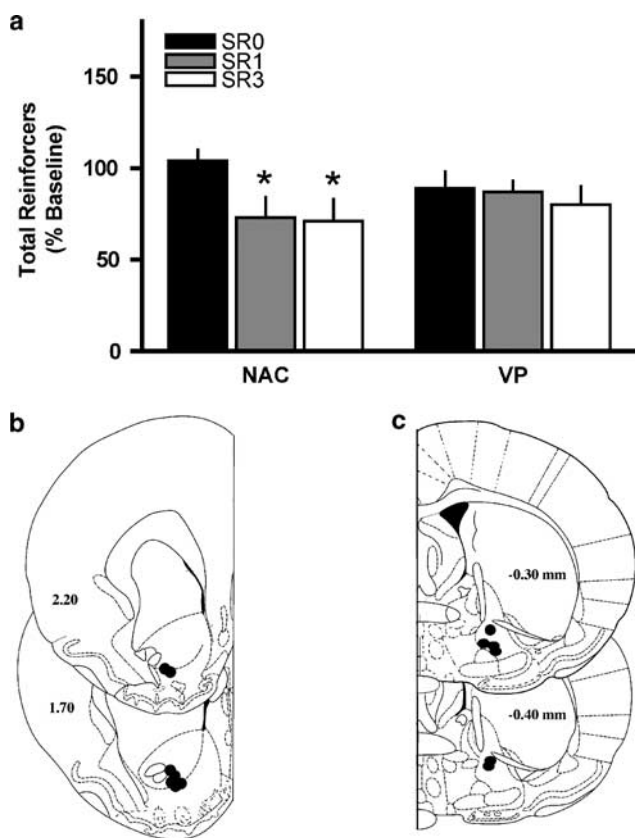 a
SR0
SR1
SR3
Total Reinforcers
(% Baseline)
150
100
50
0
* *
NAC VP
b
2.20
1.70
c
-0.30 mm
-0.40 mm